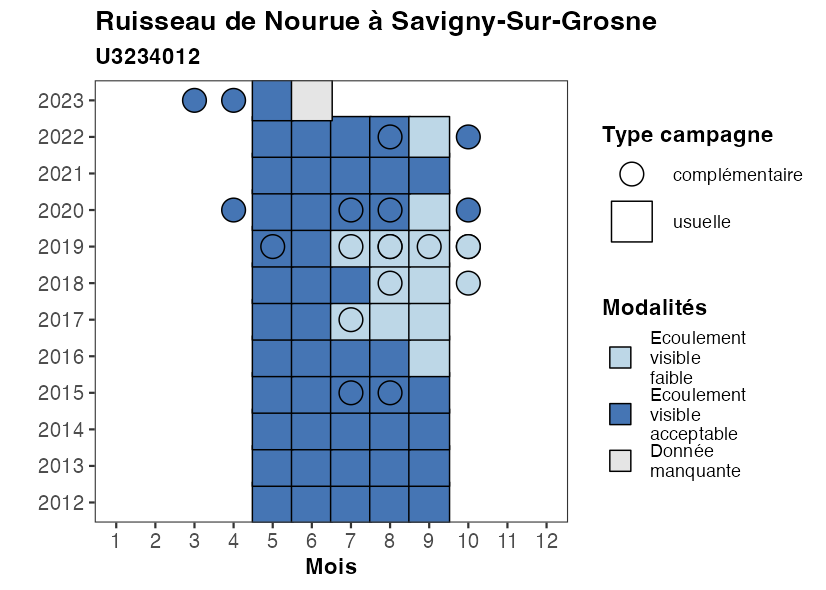 Ruisseau de Nourue à Savigny-Sur-Grosne
U3234012
2023
2022
2021
2020
2019
2018
2017
2016
2015
2014
2013
2012
1 2 3 4 5 6 7 8 9 10 11 12
Mois
Type campagne
complémentaire
usuelle
Modalités
Ecoulement
visible
faible
Ecoulement
visible
acceptable
Donnée
manquante